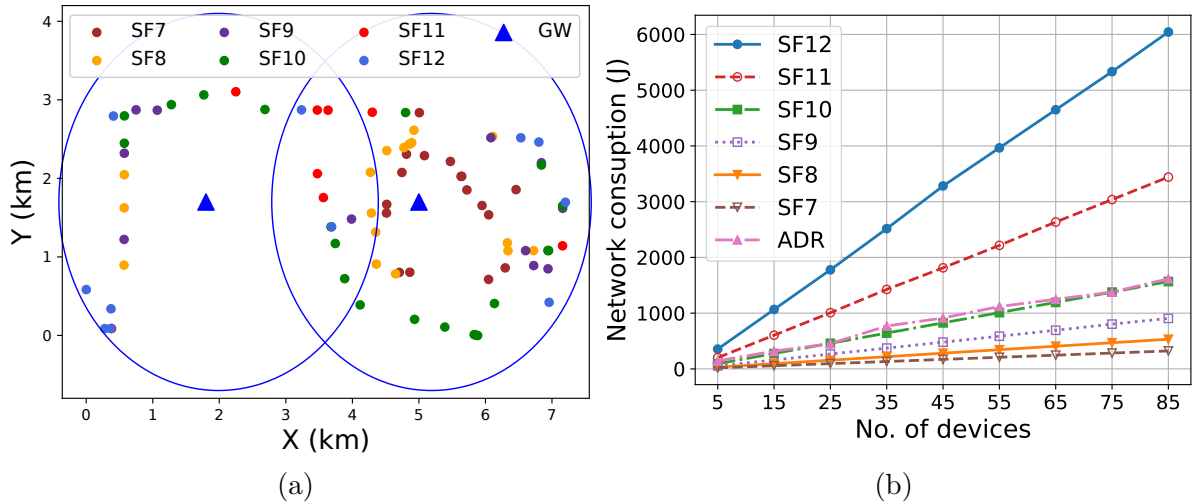 SF7 SF9 SF11 GW
SF8 SF10 SF12
4
3
2
1
0
Y (km)
0 1 2 3 4 5 6 7
X (km)
(a)
SF12
SF11
SF10
SF9
SF8
SF7
ADR
6000
5000
4000
3000
2000
1000
0
Network consuption (J)
5 15 25 35 45 55 65 75 85
No. of devices
(b)